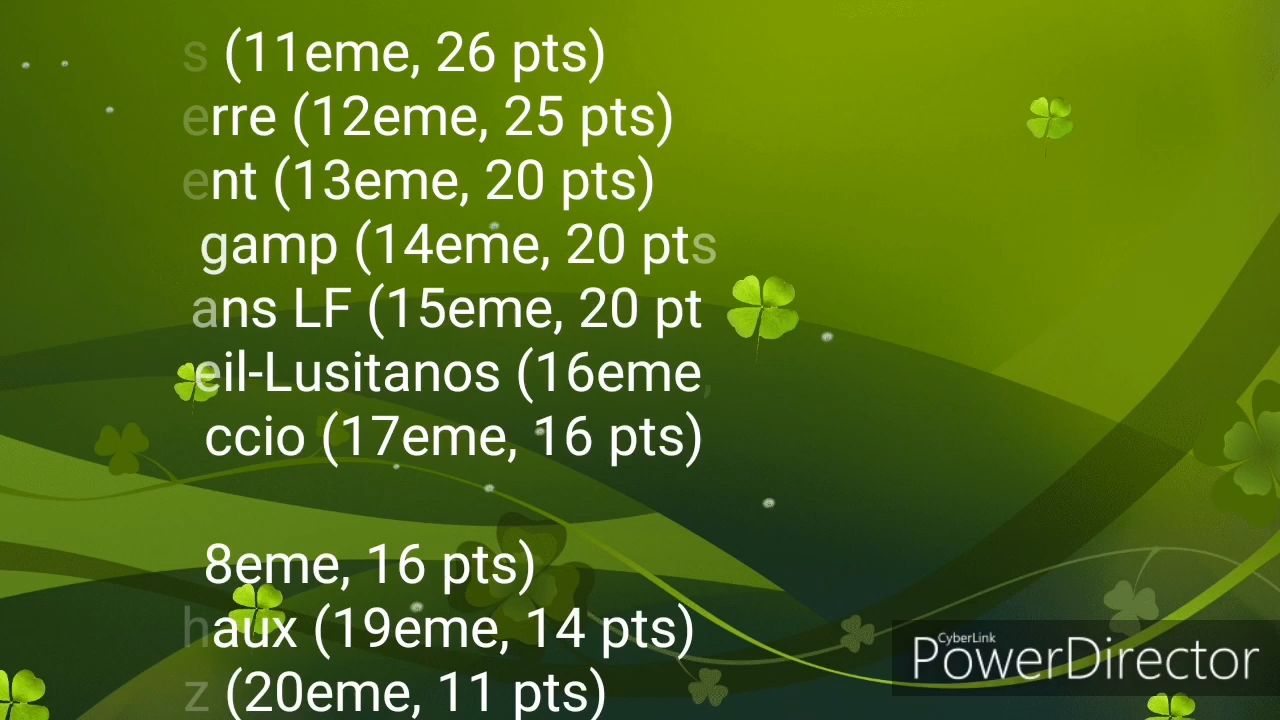 s (11eme, 26 pts)
erre (12eme, 25 pts)
ent (13eme, 20 pts)
gamp (14eme, 20 pts
ans LF (15eme, 20 pt
eil-Lusitanos (16eme,
ccio (17eme, 16 pts)
8eme, 16 pts)
haux (19eme, 14 pts)
z (20eme, 11 pts)
CyberLink
PowerDirector